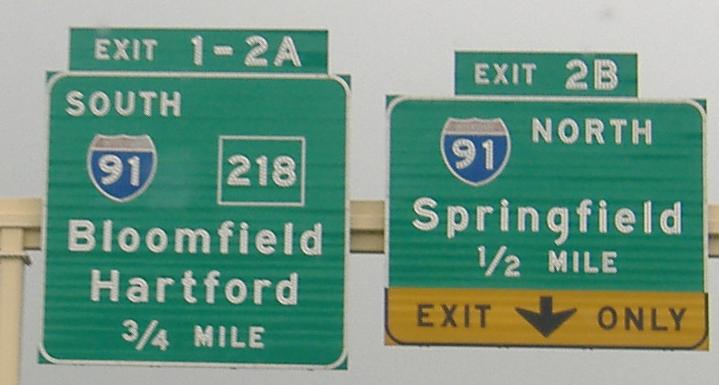 EXIT 1-2A
SOUTH
91 218
Bloomfield
Hartford
3/4 MILE
EXIT 2B
91 NORTH
Springfield
1/2 MILE
EXIT ONLY